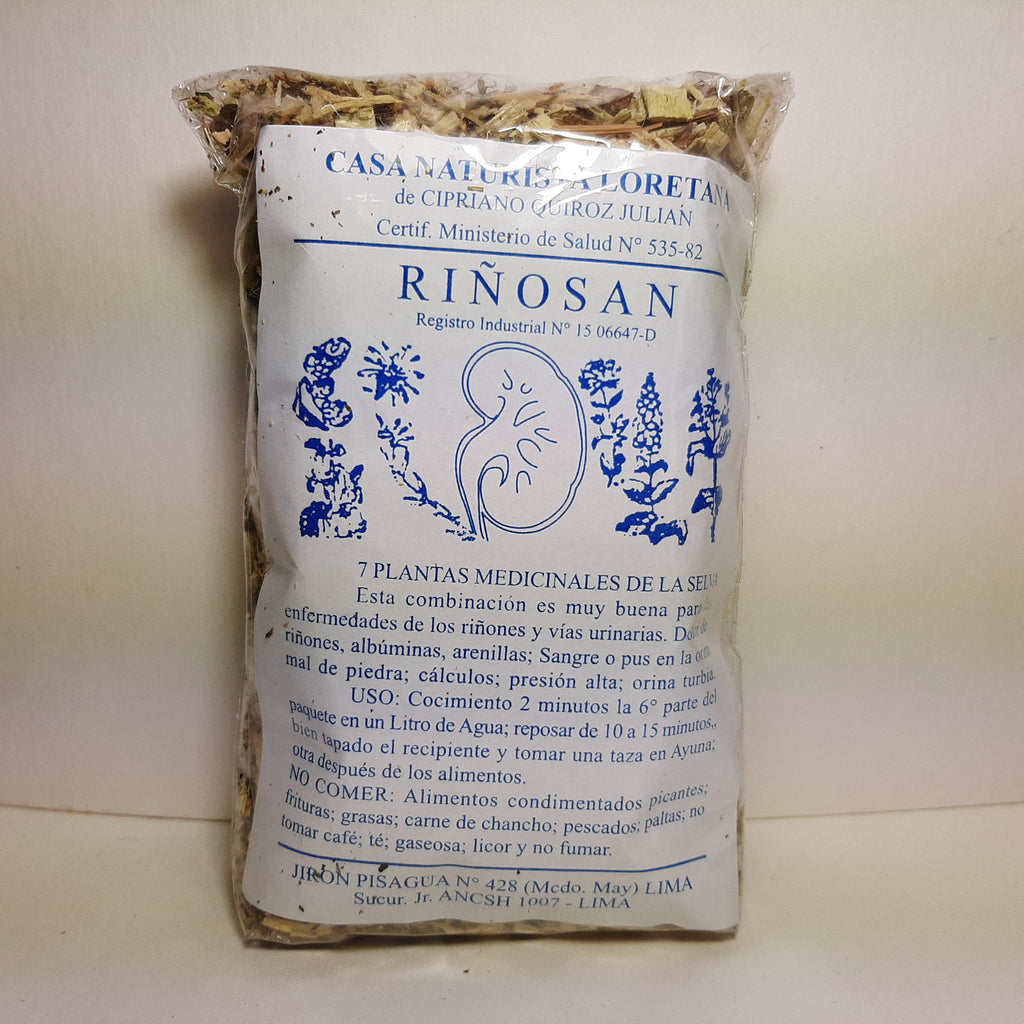 CASA NATURISTA LORETANA
de CIPRIANO QUIROZ JULIAN
Certif. Ministerio de Salud N° 535-82
RIÑOSAN
Registro Industrial N° 15 06647-D
7 PLANTAS MEDICINALES DE LA SELVA
Esta combinación es muy buena para las
enfermedades de los riñones y vías urinarias. Dolor de
riñones, albúminas, arenillas; Sangre o pus en la orina,
mal de piedra; cálculos; presión alta; orina turbia.
USO: Cocimiento 2 minutos la 6° parte del
paquete en un Litro de Agua; reposar de 10 a 15 minutos,
bien tapado el recipiente y tomar una taza en Ayuna;
otra después de los alimentos.
NO COMER: Alimentos condimentados picantes;
frituras; grasas; carne de chancho; pescados; paltas; no
tomar café; té; gaseosa; licor y no fumar.
JIRON PISAGUA N° 428 (Mcdo. May) LIMA
Sucur. Jr. ANCSH 1007 - LIMA